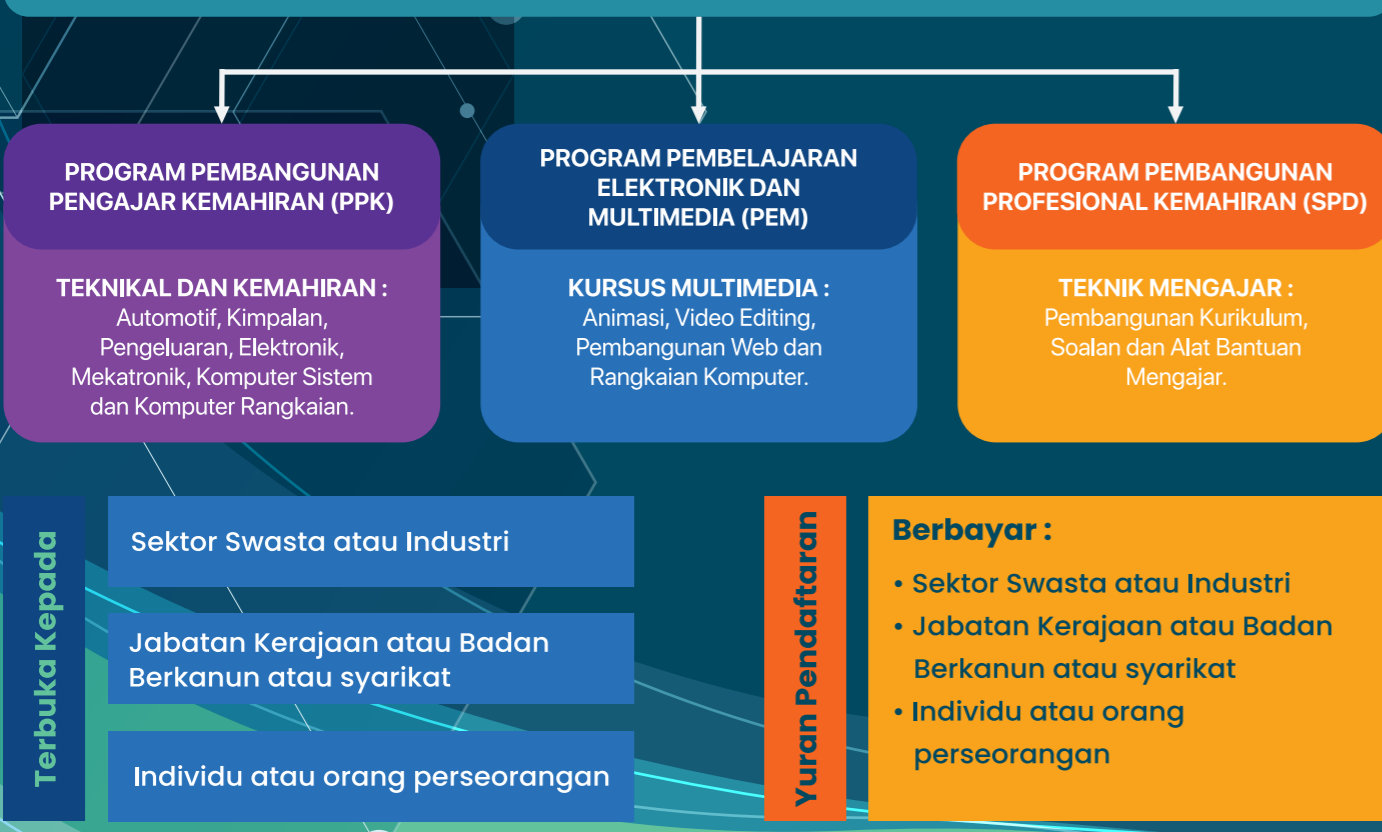 PROGRAM PEMBANGUNAN
PENGAJAR KEMAHIRAN (PPK)
TEKNIKAL DAN KEMAHIRAN :
Automotif, Kimpalan,
Pengeluaran, Elektronik,
Mekatronik, Komputer Sistem
dan Komputer Rangkaian.
PROGRAM PEMBELAJARAN
ELEKTRONIK DAN
MULTIMEDIA (PEM)
KURSUS MULTIMEDIA :
Animasi, Video Editing,
Pembangunan Web dan
Rangkaian Komputer.
PROGRAM PEMBANGUNAN
PROFESIONAL KEMAHIRAN (SPD)
TEKNIK MENGAJAR :
Pembangunan Kurikulum,
Soalan dan Alat Bantuan
Mengajar.
Terbuka Kepada
Sektor Swasta atau Industri
Jabatan Kerajaan atau Badan
Berkanun atau syarikat
Individu atau orang perseorangan
Yuran Pendaftaran
Berbayar :
• Sektor Swasta atau Industri
• Jabatan Kerajaan atau Badan
Berkanun atau syarikat
• Individu atau orang
perseorangan